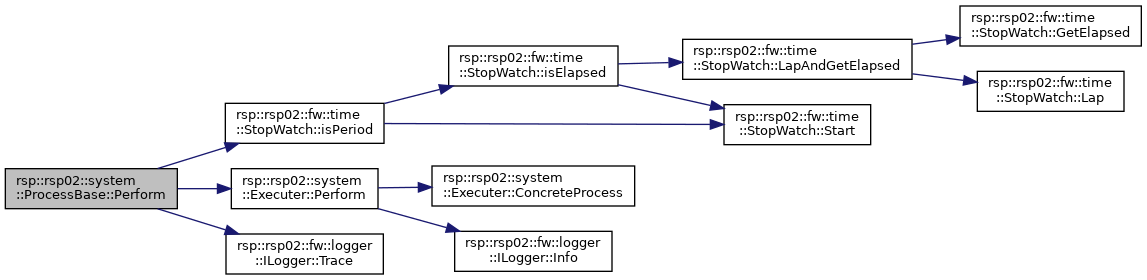 rsp::rsp02::system
::ProcessBase::Perform
rsp::rsp02::fw::time
::StopWatch::isPeriod
rsp::rsp02::fw::time
::StopWatch::isElapsed
rsp::rsp02::fw::time
::StopWatch::LapAndGetElapsed
rsp::rsp02::fw::time
::StopWatch::GetElapsed
rsp::rsp02::fw::time
::StopWatch::Lap
rsp::rsp02::fw::time
::StopWatch::Start
rsp::rsp02::system
::Executer::Perform
rsp::rsp02::system
::Executer::ConcreteProcess
rsp::rsp02::fw::logger
::ILogger::Info
rsp::rsp02::fw::logger
::ILogger::Trace